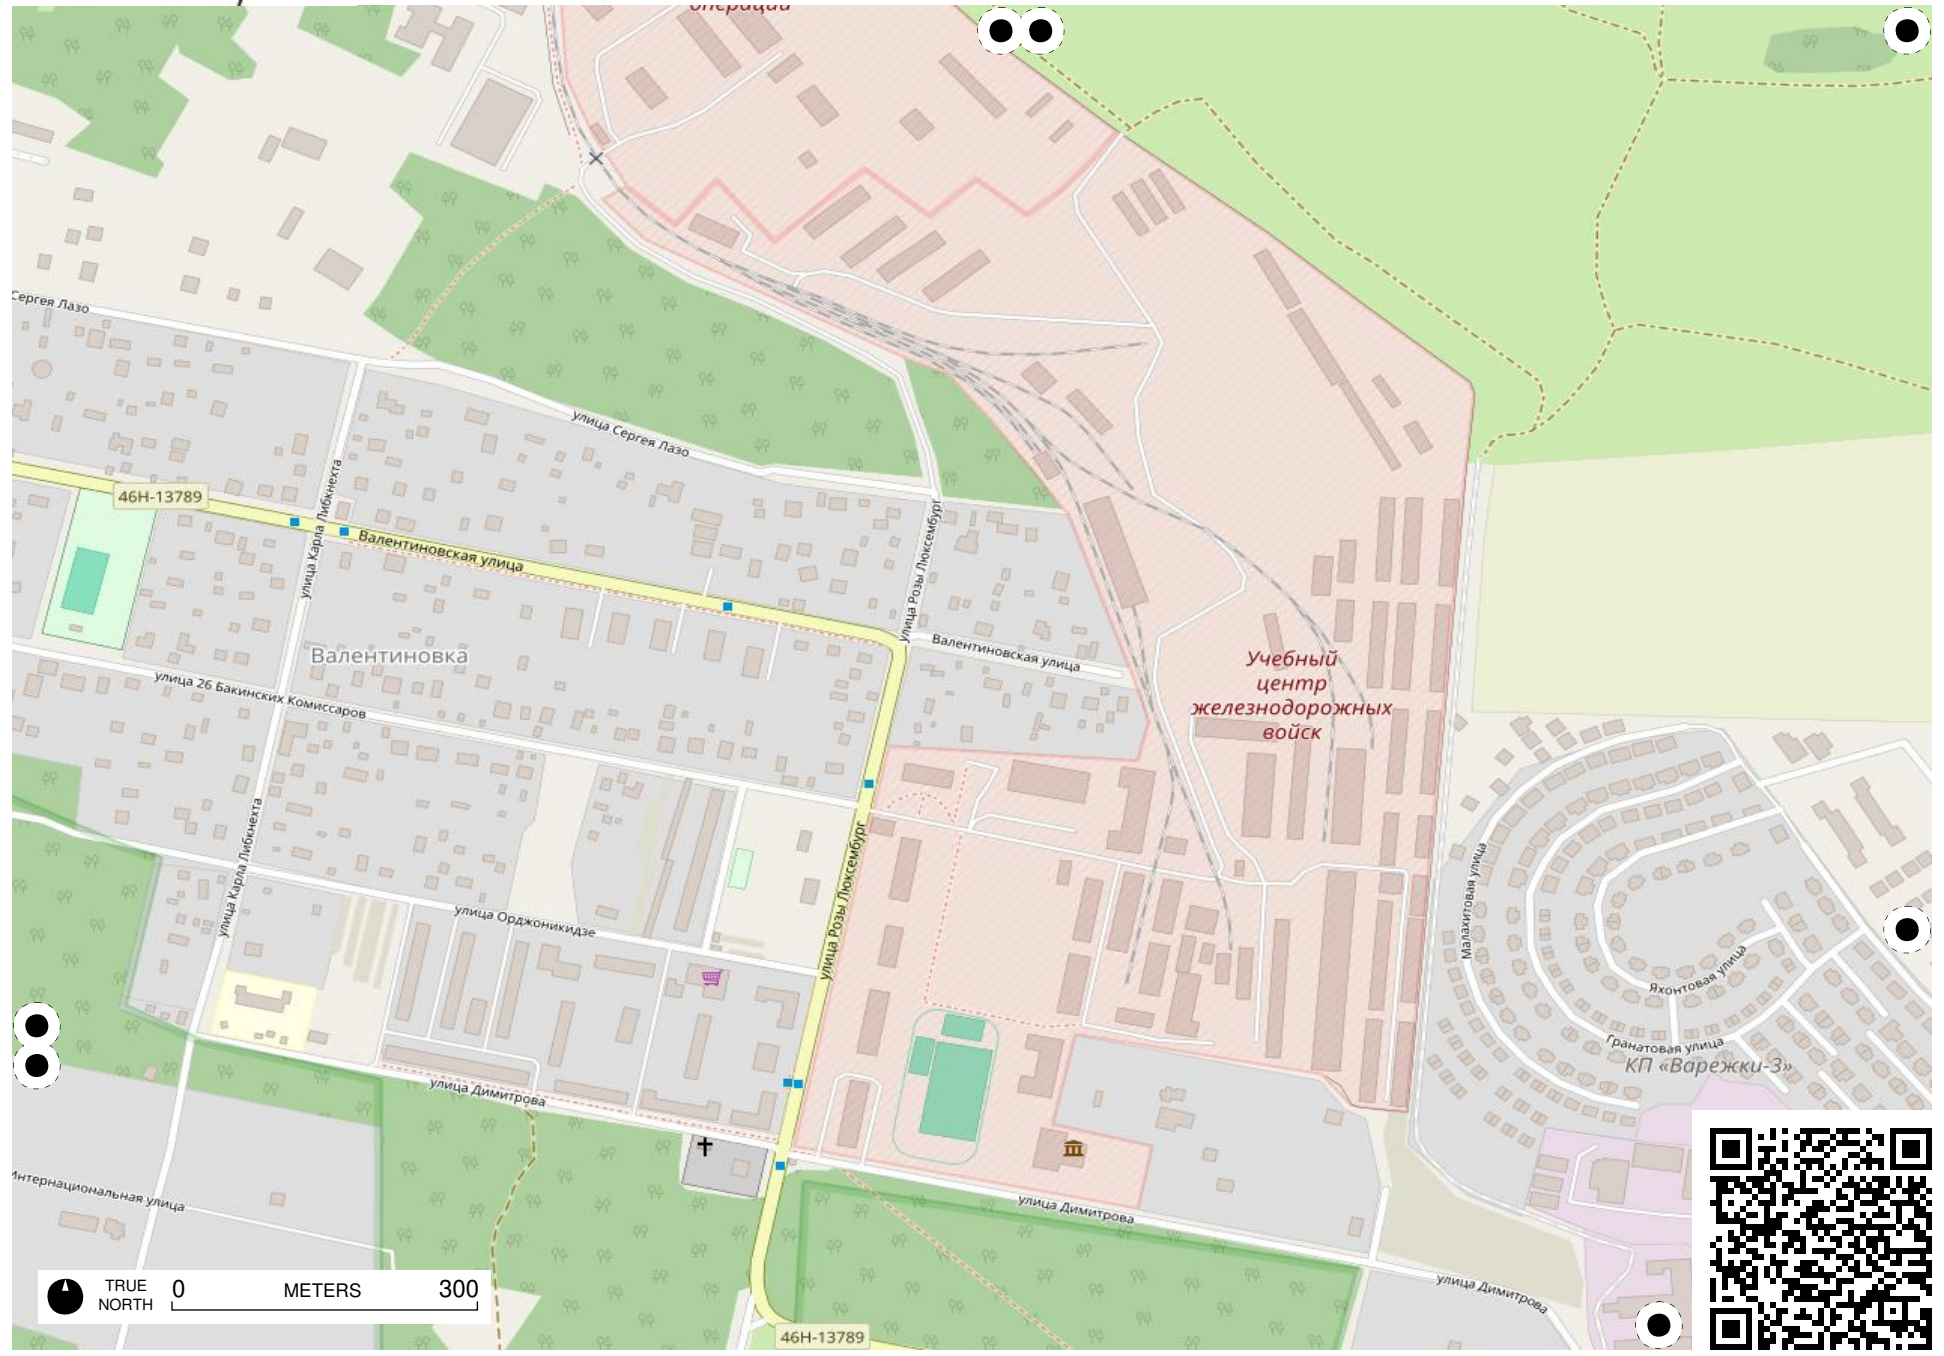 операций
Сергея Лазо
улица Сергея Лазо
46Н-13789
улица Карла Либкнехта
Валентиновская улица
улица Розы Люксембург
Валентиновская улица
Валентиновка
Учебный
центр
железнодорожных
войск
улица 26 Бакинских Комиссаров
улица Карла Либкнехта
улица Розы Люксембург
Малахитовая улица
улица Орджоникидзе
Яхонтовая улица
Гранатовая улица
КП «Варежки-3»
улица Димитрова
Интернациональная улица
улица Димитрова
улица Димитрова
TRUE
NORTH
0 METERS 300
46Н-13789